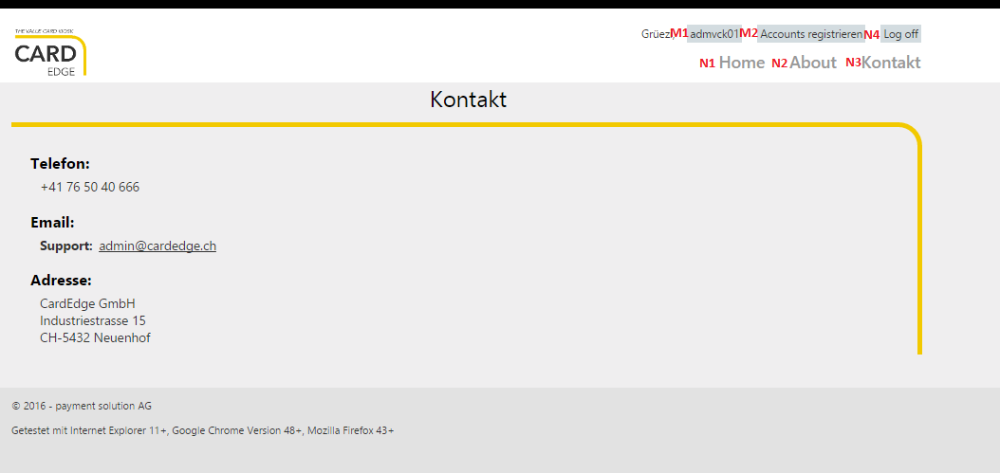 THE VALUE CARD KIOSK
CARD
EDGE
Grüezi, M1 admvck01 M2 Accounts registrieren N4 Log off
N1 Home N2 About N3 Kontakt
Kontakt
Telefon:
+41 76 50 40 666
Email:
Support: admin@cardedge.ch
Adresse:
CardEdge GmbH
Industriestrasse 15
CH-5432 Neuenhof
© 2016 - payment solution AG
Getestet mit Internet Explorer 11+, Google Chrome Version 48+, Mozilla Firefox 43+